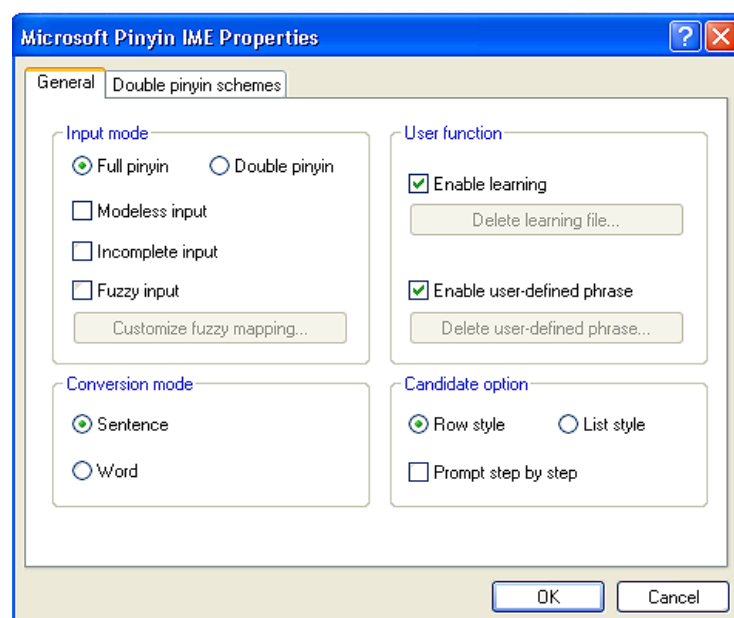 Microsoft Pinyin IME Properties
General
Double pinyin schemes
Input mode
Full pinyin
Double pinyin
Modeless input
Incomplete input
Fuzzy input
Customize fuzzy mapping...
User function
Enable learning
Delete learning file...
Enable user-defined phrase
Delete user-defined phrase...
Conversion mode
Sentence
Word
Candidate option
Row style
List style
Prompt step by step
OK
Cancel